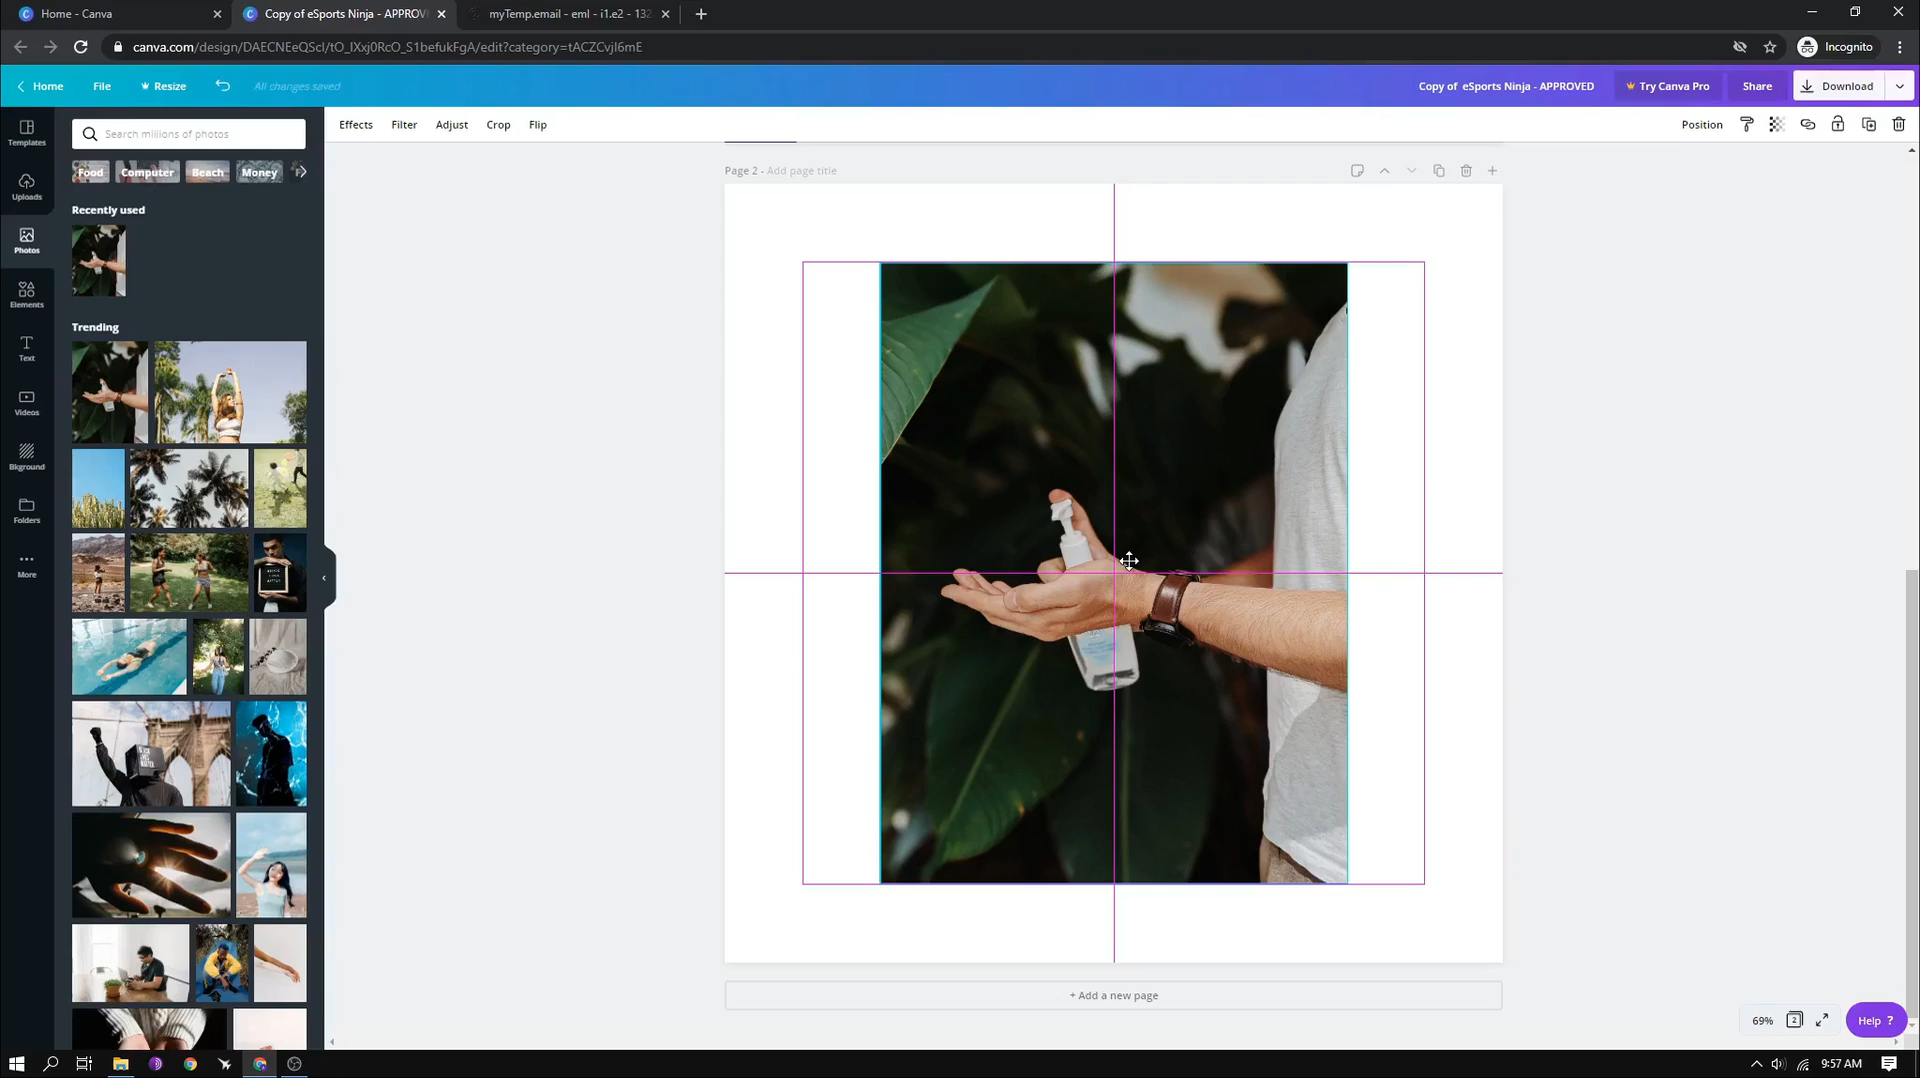 Home - Canva
Copy of eSports Ninja - APPROV
myTemp.email - eml - i1.e2 - 132
canva.com/design/DAECNEeQScI/tO_IXxj0RcO_S1befukFgA/edit?category=tACZCvjI6mE
Incognito
Home
File
Resize
All changes saved
Copy of eSports Ninja - APPROVED
Try Canva Pro
Share
Download
Templates
Uploads
Photos
Elements
Text
Videos
Bkground
Folders
More
Search millions of photos
Food
Computer
Beach
Money
Recently used
Trending
Effects
Filter
Adjust
Crop
Flip
Position
Page 2 - Add page title
+ Add a new page
69%
2
Help ?
9:57 AM